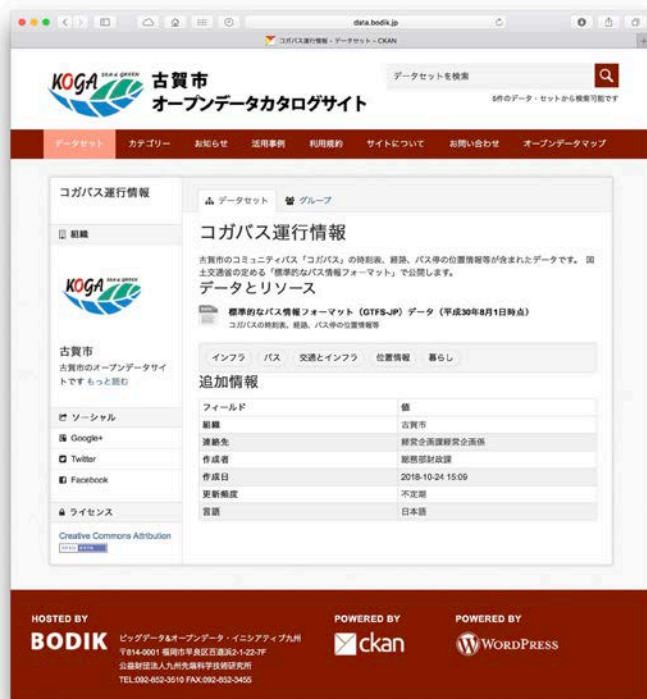 data.bodik.jp
コガバス運行情報 - データセット - CKAN
KOGA SEA & GREEN
古賀市
オープンデータカタログサイト
データセットを検索
5件のデータ・セットから検索可能です
データセット カテゴリー お知らせ 活用事例 利用規約 サイトについて お問い合わせ オープンデータマップ
コガバス運行情報
組織
KOGA
古賀市
古賀市のオープンデータサイ
トです もっと読む
ソーシャル
Google+
Twitter
Facebook
ライセンス
Creative Commons Attribution
データセット グループ
コガバス運行情報
古賀市のコミュニティバス「コガバス」の時刻表、経路、バス停の位置情報等が含まれたデータです。 国
土交通省の定める「標準的なバス情報フォーマット」で公開します。
データとリソース
標準的なバス情報フォーマット（GTFS-JP）データ（平成30年8月1日時点）
コガバスの時刻表、経路、バス停の位置情報等
インフラ バス 交通とインフラ 位置情報 暮らし
追加情報
フィールド 値
組織 古賀市
連絡先 経営企画課経営企画係
作成者 総務部財政課
作成日 2018-10-24 15:09
更新頻度 不定期
言語 日本語
HOSTED BY
BODIK
ビッグデータ&オープンデータ・イニシアティブ九州
〒814-0001 福岡市早良区百道浜2-1-22-7F
公益財団法人九州先端科学技術研究所
TEL:092-852-3510 FAX:092-852-3455
POWERED BY
ckan
POWERED BY
WORDPRESS